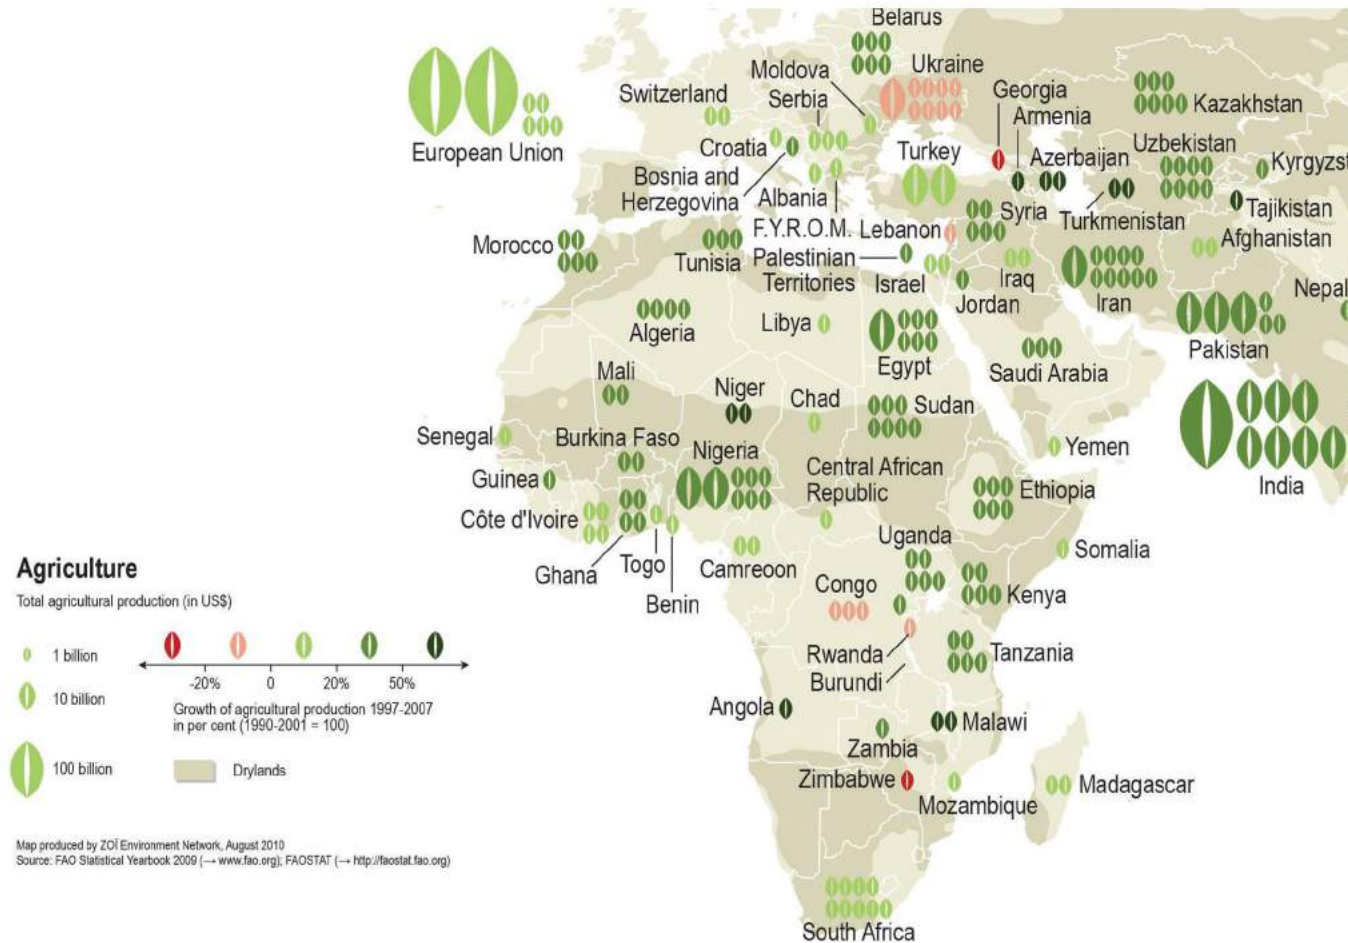 Belarus
Ukraine
Moldova
Serbia
Switzerland
Georgia
Armenia
Kazakhstan
European Union
Croatia
Turkey
Azerbaijan
Uzbekistan
Kyrgyzst
Bosnia and
Herzegovina
Albania
F.Y.R.O.M.
Lebanon
Syria
Turkmenistan
Tajikistan
Morocco
Tunisia
Palestinian
Territories
Israel
Iraq
Jordan
Iran
Afghanistan
Nepal
Algeria
Libya
Egypt
Saudi Arabia
Pakistan
Mali
Niger
Chad
Sudan
Senegal
Burkina Faso
Nigeria
Central African
Republic
Yemen
India
Guinea
Ethiopia
Côte d'Ivoire
Ghana
Togo
Benin
Camreoon
Uganda
Somalia
Congo
Kenya
Rwanda
Burundi
Tanzania
Angola
Malawi
Zambia
Zimbabwe
Mozambique
Madagascar
South Africa
Agriculture
Total agricultural production (in US$)
1 billion
10 billion
100 billion
-20% 0 20% 50%
Growth of agricultural production 1997-2007
in per cent (1990-2001 = 100)
Drylands
Map produced by ZOÏ Environment Network, August 2010
Source: FAO Statistical Yearbook 2009 (→ www.fao.org); FAOSTAT (→ http://faostat.fao.org)